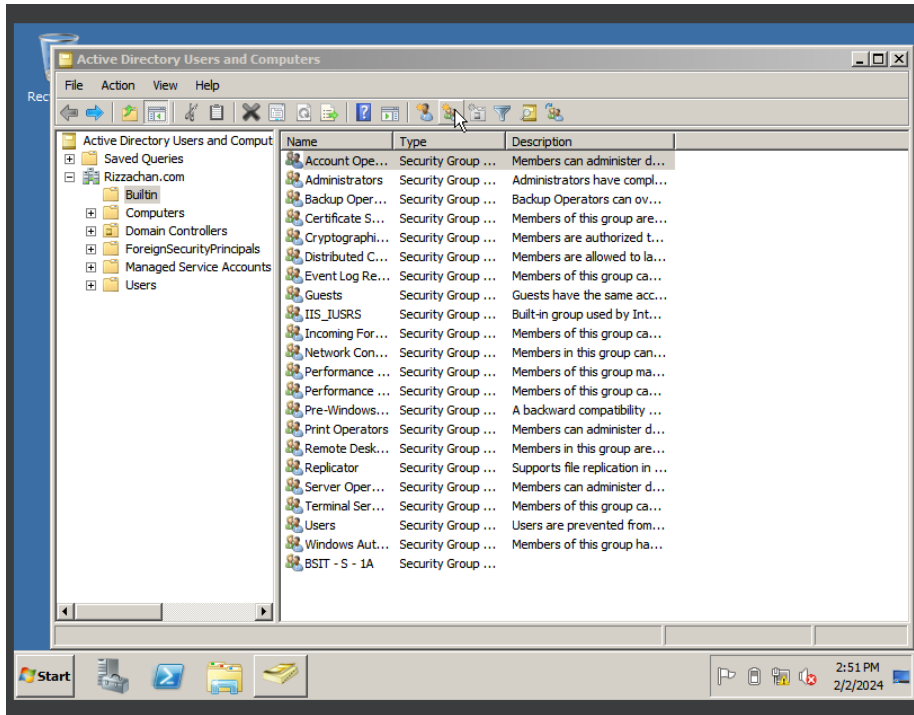 Rec
Active Directory Users and Computers
File Action View Help
Active Directory Users and Comput
Saved Queries
Rizzachan.com
Builtin
Computers
Domain Controllers
ForeignSecurityPrincipals
Managed Service Accounts
Users
Name Type Description
Account Ope... Security Group ... Members can administer d...
Administrators Security Group ... Administrators have compl...
Backup Oper... Security Group ... Backup Operators can ov...
Certificate S... Security Group ... Members of this group are...
Cryptographi... Security Group ... Members are authorized t...
Distributed C... Security Group ... Members are allowed to la...
Event Log Re... Security Group ... Members of this group ca...
Guests Security Group ... Guests have the same acc...
IIS_IUSRS Security Group ... Built-in group used by Int...
Incoming For... Security Group ... Members of this group ca...
Network Con... Security Group ... Members in this group can...
Performance ... Security Group ... Members of this group ma...
Performance ... Security Group ... Members of this group ca...
Pre-Windows... Security Group ... A backward compatibility ...
Print Operators Security Group ... Members can administer d...
Remote Desk... Security Group ... Members in this group are...
Replicator Security Group ... Supports file replication in ...
Server Oper... Security Group ... Members can administer d...
Terminal Ser... Security Group ... Members of this group ca...
Users Security Group ... Users are prevented from...
Windows Aut... Security Group ... Members of this group ha...
BSIT - S - 1A Security Group ...
Start
2:51 PM
2/2/2024